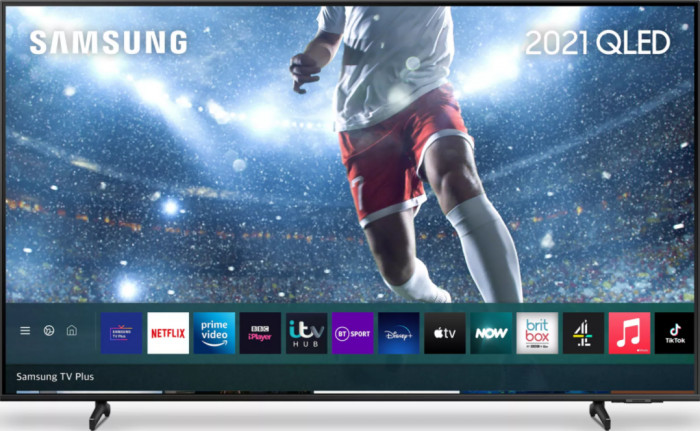 SAMSUNG
2021 QLED
SAMSUNG
TV Plus
NETFLIX
prime
video
BBC
iPlayer
itv
HUB
BT SPORT
Disney+
tv
NOW
brit
box
4
TikTok
Samsung TV Plus